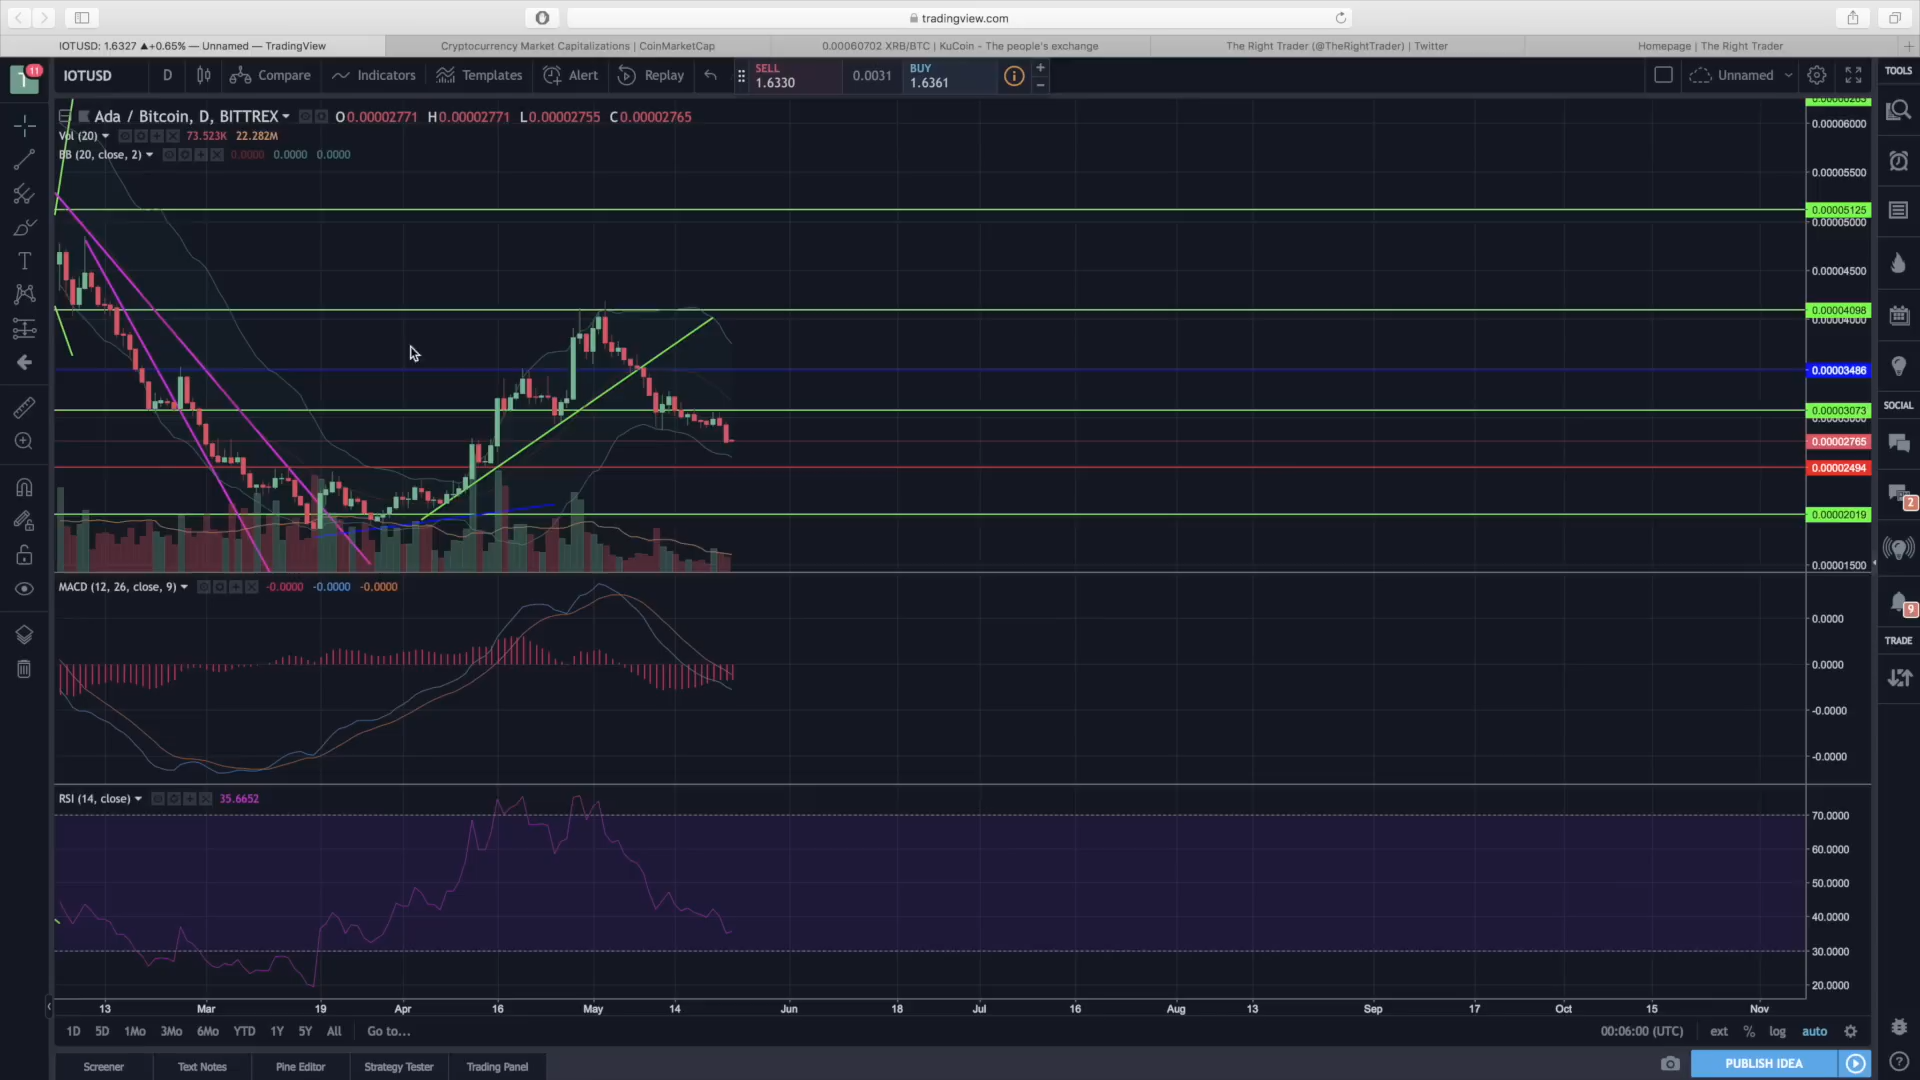 tradingview.com
IOTUSD: 1.6327 ▲+0.65% — Unnamed — TradingView
Cryptocurrency Market Capitalizations | CoinMarketCap
0.00060702 XRB/BTC | KuCoin - The people's exchange
The Right Trader (@TheRightTrader) | Twitter
Homepage | The Right Trader
11
IOTUSD D Compare Indicators Templates Alert Replay
SELL
1.6330
0.0031
BUY
1.6361
Unnamed
TOOLS
Ada / Bitcoin, D, BITTREX O0.00002771 H0.00002771 L0.00002755 C0.00002765
Vol (20) 73.523K 22.282M
BB (20, close, 2) 0.0000 0.0000 0.0000
0.00006000
0.00005500
0.00005125
0.00005000
0.00004500
0.00004098
0.00003486
0.00003073
0.00002765
0.00002494
0.00002019
0.00001500
SOCIAL
2
9
TRADE
MACD (12, 26, close, 9) -0.0000 -0.0000 -0.0000
0.0000
0.0000
-0.0000
-0.0000
RSI (14, close) 35.6652
70.0000
60.0000
50.0000
40.0000
30.0000
20.0000
13 Mar 19 Apr 16 May 14 Jun 18 Jul 16 Aug 13 Sep 17 Oct 15 Nov
1D 5D 1Mo 3Mo 6Mo YTD 1Y 5Y All Go to...
00:06:00 (UTC) ext % log auto
Screener Text Notes Pine Editor Strategy Tester Trading Panel
PUBLISH IDEA